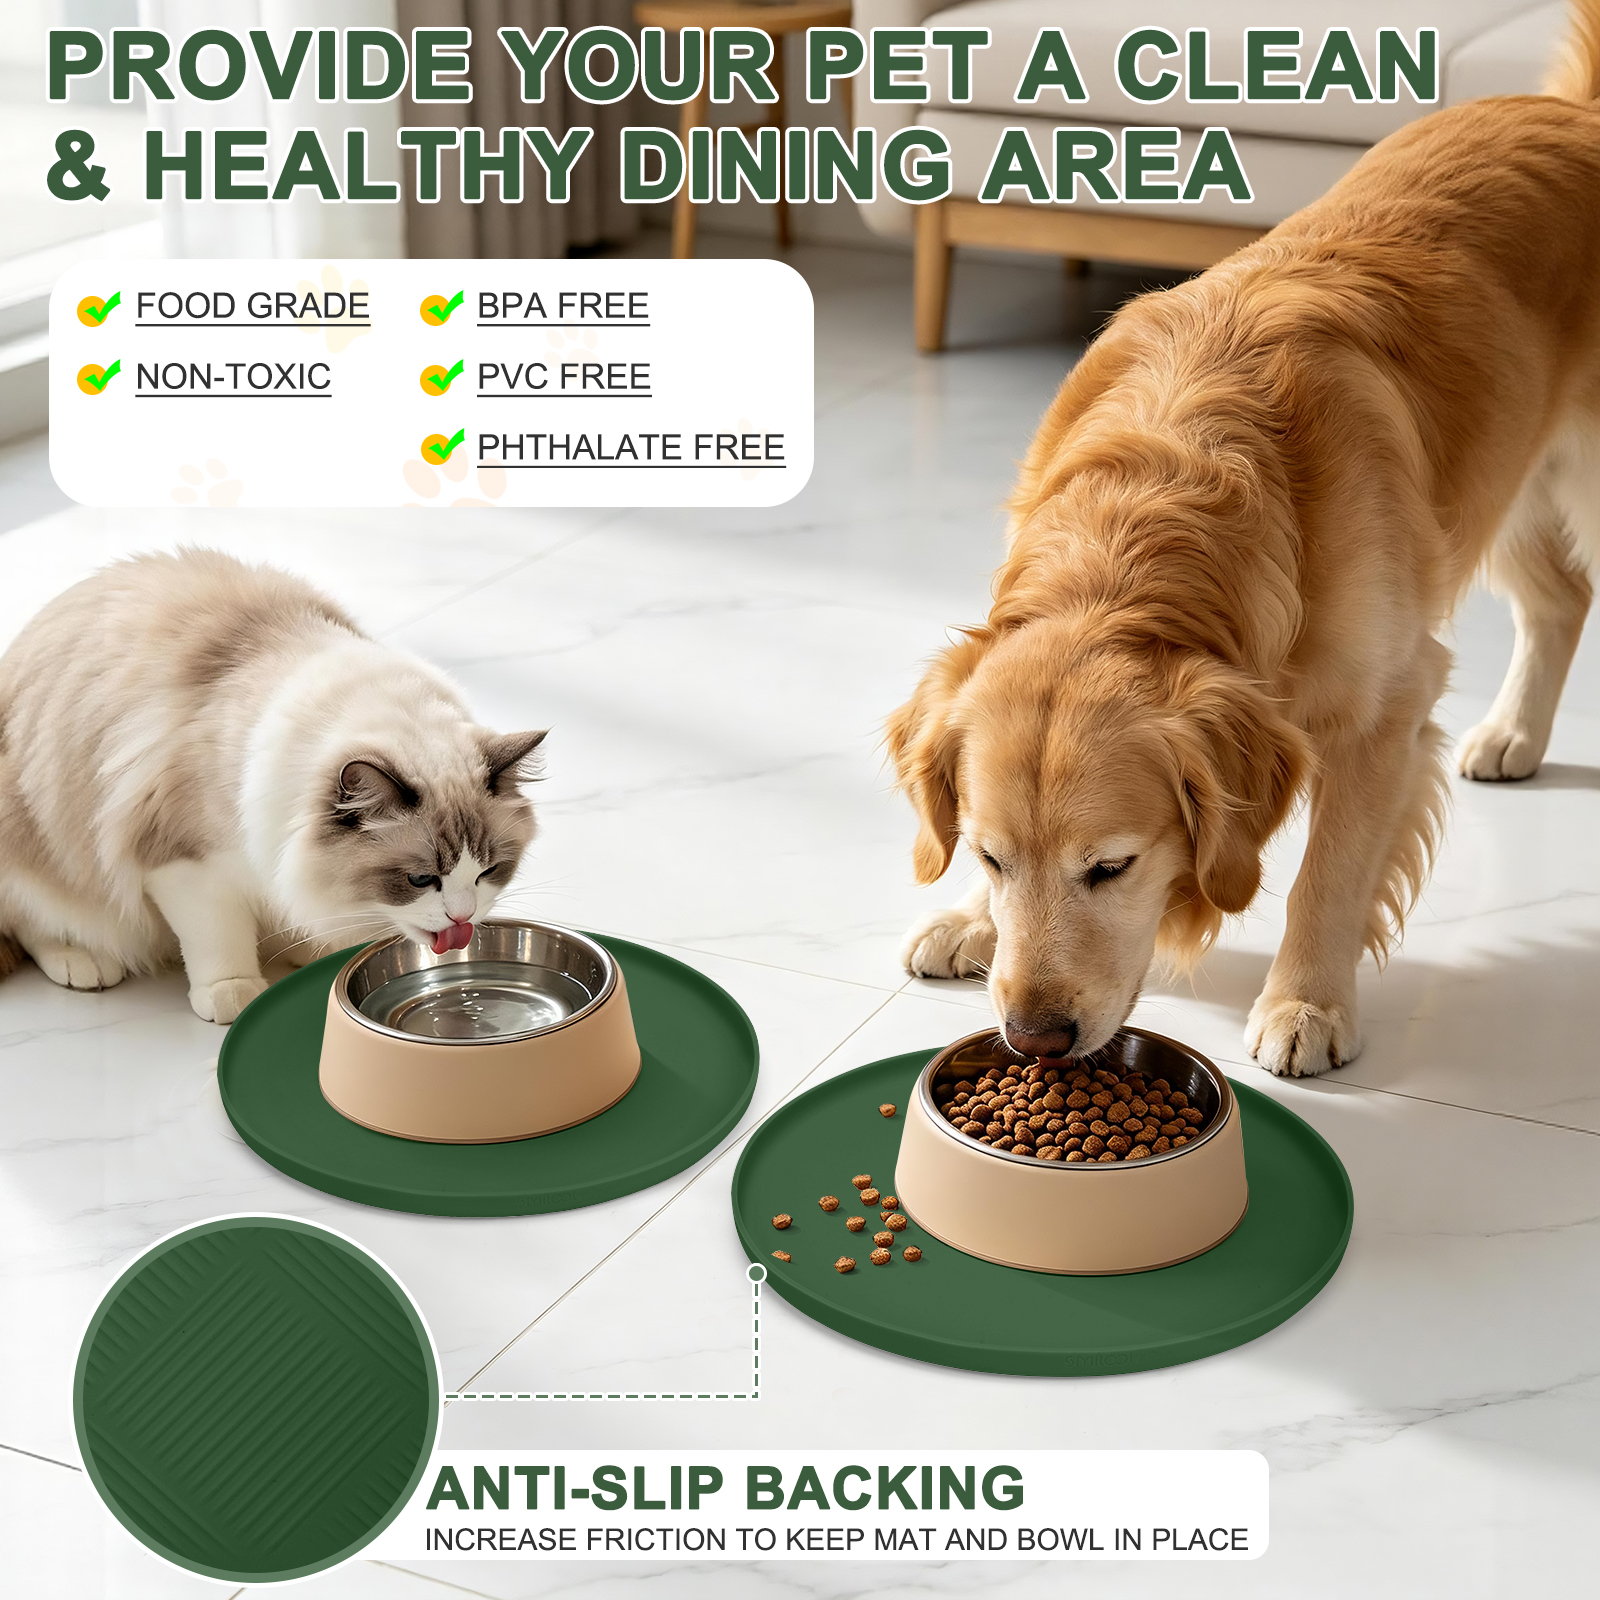 PROVIDE YOUR PET A CLEAN
& HEALTHY DINING AREA
FOOD GRADE
BPA FREE
NON-TOXIC
PVC FREE
PHTHALATE FREE
ANTI-SLIP BACKING
INCREASE FRICTION TO KEEP MAT AND BOWL IN PLACE